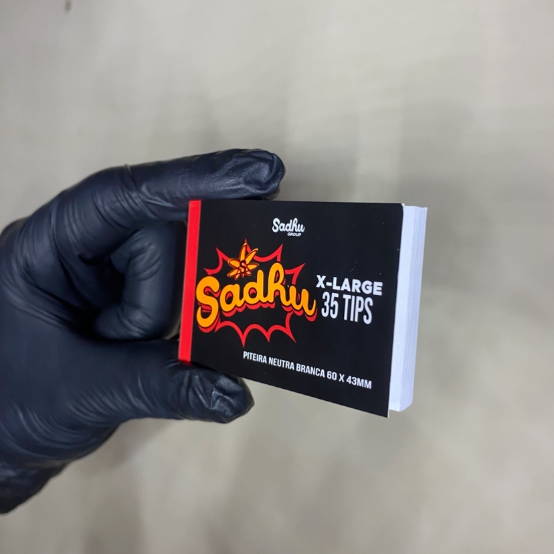 Sadhu
GROUP
Sadhu
X-LARGE
35 TIPS
PITEIRA NEUTRA BRANCA 60 X 43MM